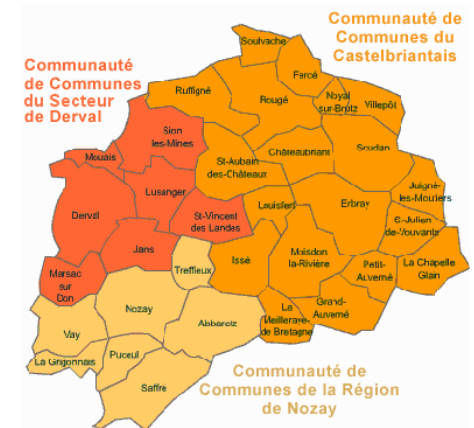 Communauté de
Communes du
Castelbriantais
Communauté
de Communes
du Secteur
de Derval
Soulvache
Fercé
Ruffigné
Rougé
Noyal
sur-Brutz
Villepôt
Sion
les-Mines
Mouais
St-Aubain
des-Châteaux
Châteaubriant
Soudan
Lusanger
Juigné-
les-Moutiers
Derval
St-Vincent
des Landes
Louisfert
Erbray
St-Julien
de-Vouvants
Jans
Treffieux
Issé
Moisdon
la-Rivière
Petit-
Auverné
La Chapelle
Glain
Marsac
sur
Don
Nozay
Abbaretz
La
Meilleraye-
de Bretagne
Grand-
Auverné
Vay
La Grigonnais
Puceul
Saffre
Communauté de
Communes de la Région
de Nozay